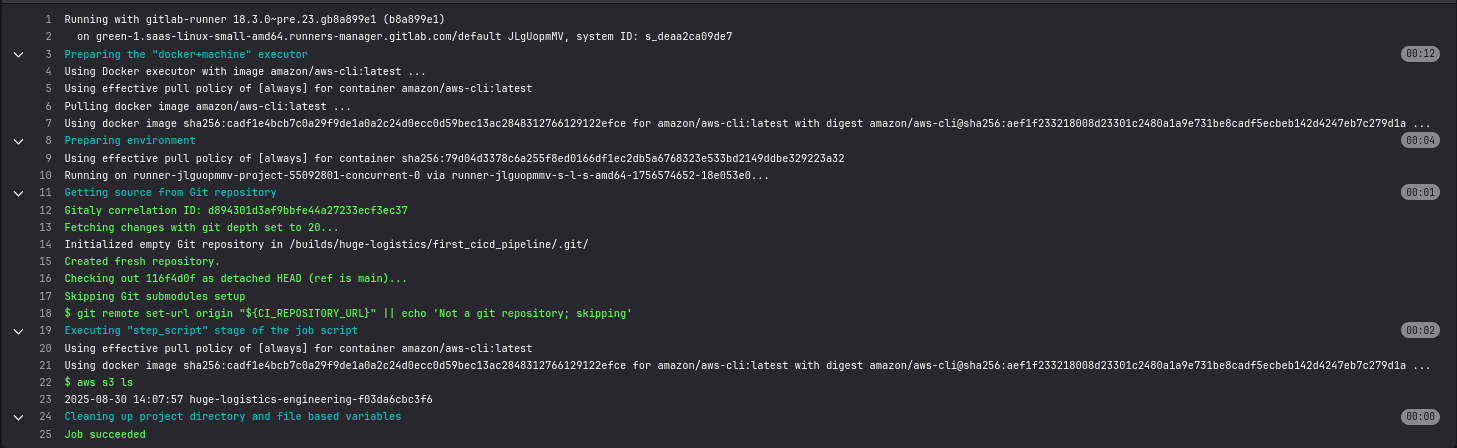 1 Running with gitlab-runner 18.3.0~pre.23.gb8a899e1 (b8a899e1)
2 on green-1.saas-linux-small-amd64.runners-manager.gitlab.com/default JLgUopmMV, system ID: s_deaa2ca09de7
3 Preparing the "docker+machine" executor 00:12
4 Using Docker executor with image amazon/aws-cli:latest ...
5 Using effective pull policy of [always] for container amazon/aws-cli:latest
6 Pulling docker image amazon/aws-cli:latest ...
7 Using docker image sha256:cadf1e4bcb7c0a29f9de1a0a2c24d0ecc0d59bec13ac2848312766129122efce for amazon/aws-cli:latest with digest amazon/aws-cli@sha256:aef1f233218008d23301c2480a1a9e731be8cadf5ecbeb142d4247eb7c279d1a ...
8 Preparing environment 00:04
9 Using effective pull policy of [always] for container sha256:79d04d3378c6a255f8ed0166df1ec2db5a6768323e533bd2149ddbe329223a32
10 Running on runner-jlguopmmv-project-55092801-concurrent-0 via runner-jlguopmmv-s-l-s-amd64-1756574652-18e053e0...
11 Getting source from Git repository 00:01
12 Gitaly correlation ID: d894301d3af9bbfe44a27233ecf3ec37
13 Fetching changes with git depth set to 20...
14 Initialized empty Git repository in /builds/huge-logistics/first_cicd_pipeline/.git/
15 Created fresh repository.
16 Checking out 116f4d0f as detached HEAD (ref is main)...
17 Skipping Git submodules setup
18 $ git remote set-url origin "${CI_REPOSITORY_URL}" || echo 'Not a git repository; skipping'
19 Executing "step_script" stage of the job script 00:02
20 Using effective pull policy of [always] for container amazon/aws-cli:latest
21 Using docker image sha256:cadf1e4bcb7c0a29f9de1a0a2c24d0ecc0d59bec13ac2848312766129122efce for amazon/aws-cli:latest with digest amazon/aws-cli@sha256:aef1f233218008d23301c2480a1a9e731be8cadf5ecbeb142d4247eb7c279d1a ...
22 $ aws s3 ls
23 2025-08-30 14:07:57 huge-logistics-engineering-f03da6cbc3f6
24 Cleaning up project directory and file based variables 00:00
25 Job succeeded